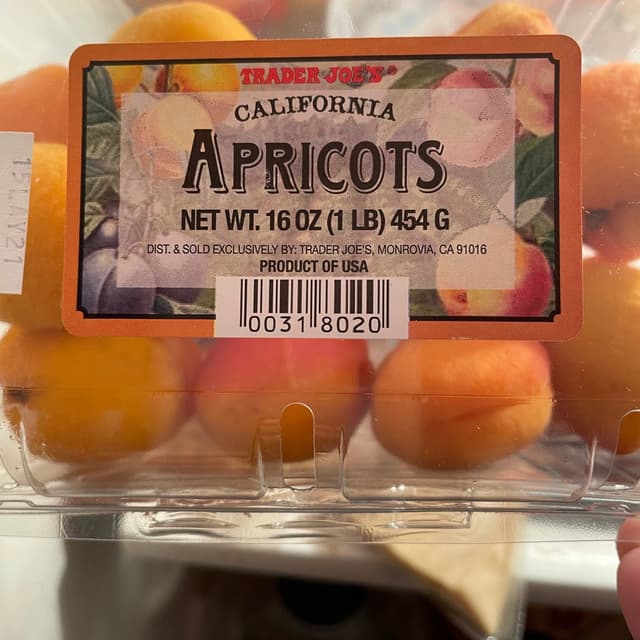 TRADER JOE'S®
CALIFORNIA
APRICOTS
NET WT. 16 OZ (1 LB) 454 G
DIST. & SOLD EXCLUSIVELY BY: TRADER JOE'S, MONROVIA, CA 91016
PRODUCT OF USA
0031 8020